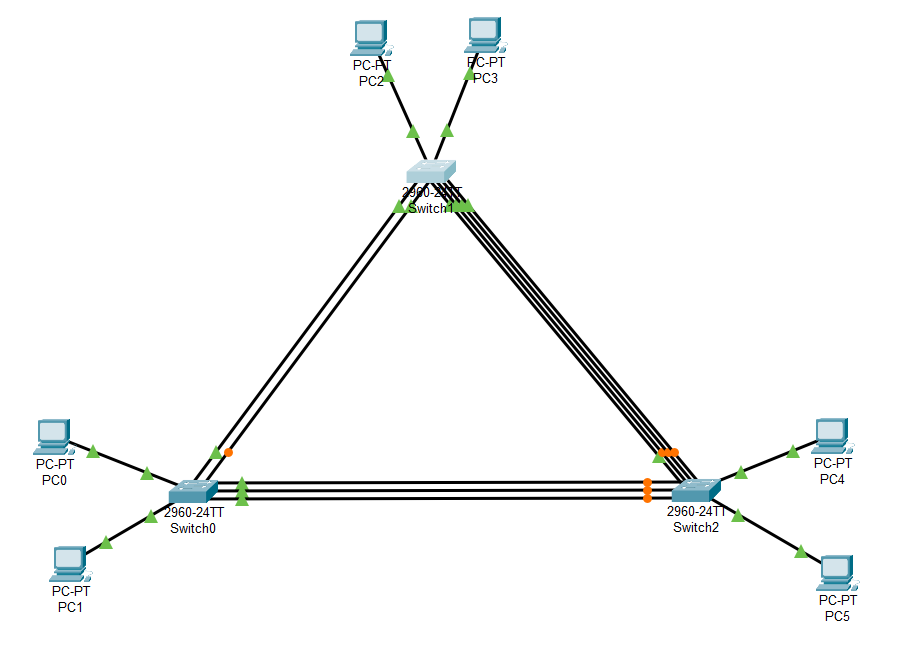 PC-PT
PC2
PC-PT
PC3
2960-24TT
Switch1
PC-PT
PC0
2960-24TT
Switch0
PC-PT
PC1
2960-24TT
Switch2
PC-PT
PC4
PC-PT
PC5